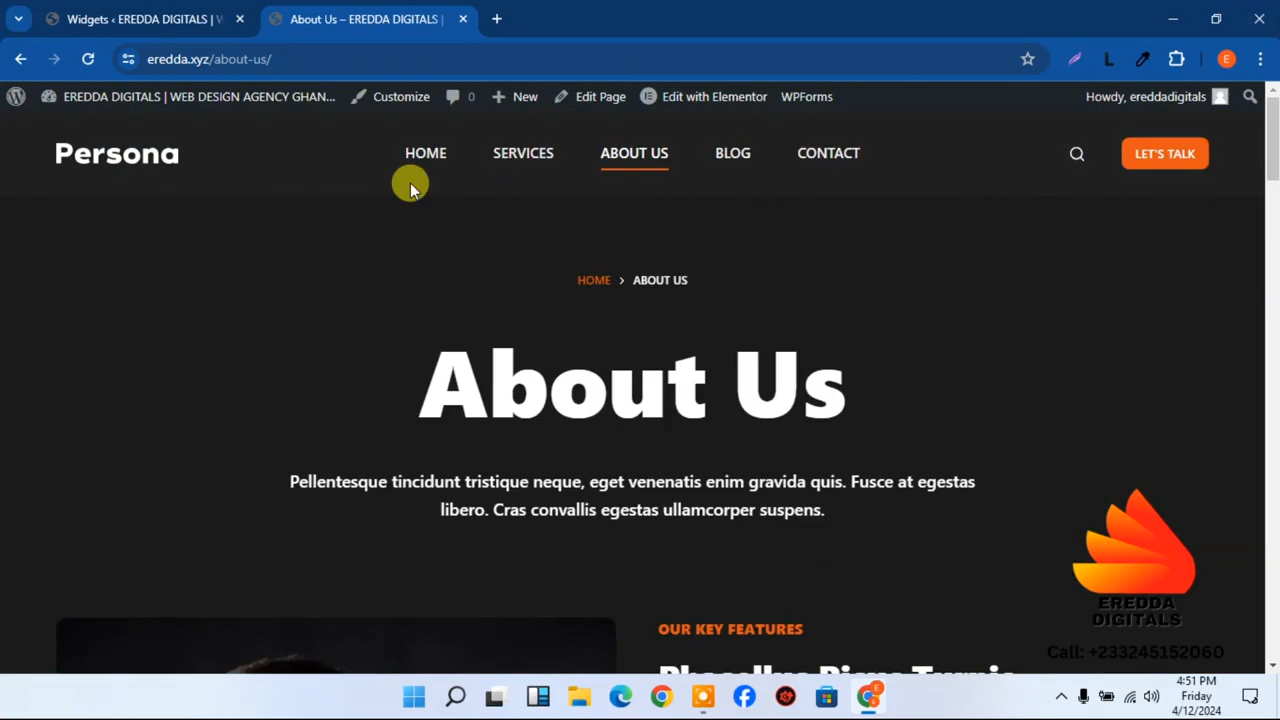 Widgets ‹ EREDDA DIGITALS | W
About Us – EREDDA DIGITALS |
eredda.xyz/about-us/
L
E
EREDDA DIGITALS | WEB DESIGN AGENCY GHAN...
Customize
0
New
Edit Page
Edit with Elementor
WPForms
Howdy, ereddadigitals
Persona
HOME
SERVICES
ABOUT US
BLOG
CONTACT
LET'S TALK
HOME > ABOUT US
About Us
Pellentesque tincidunt tristique neque, eget venenatis enim gravida quis. Fusce at egestas
libero. Cras convallis egestas ullamcorper suspens.
OUR KEY FEATURES
EREDDA
DIGITALS
Call: +233245152060
4:51 PM
Friday
4/12/2024